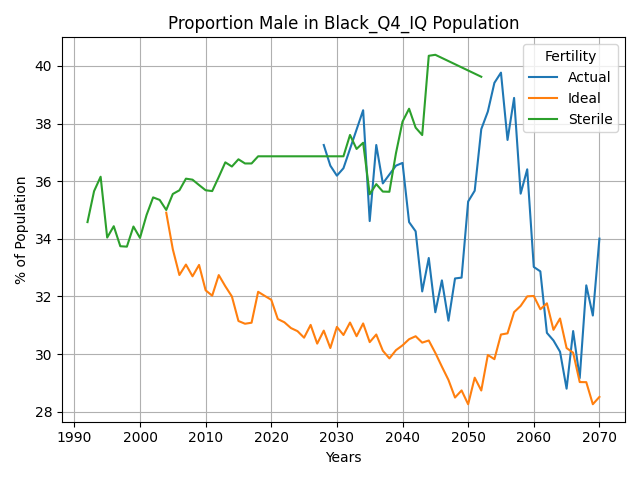 Proportion Male in Black_Q4_IQ Population
Fertility
Actual
Ideal
Sterile
% of Population
40
38
36
34
32
30
28
1990
2000
2010
2020
2030
2040
2050
2060
2070
Years